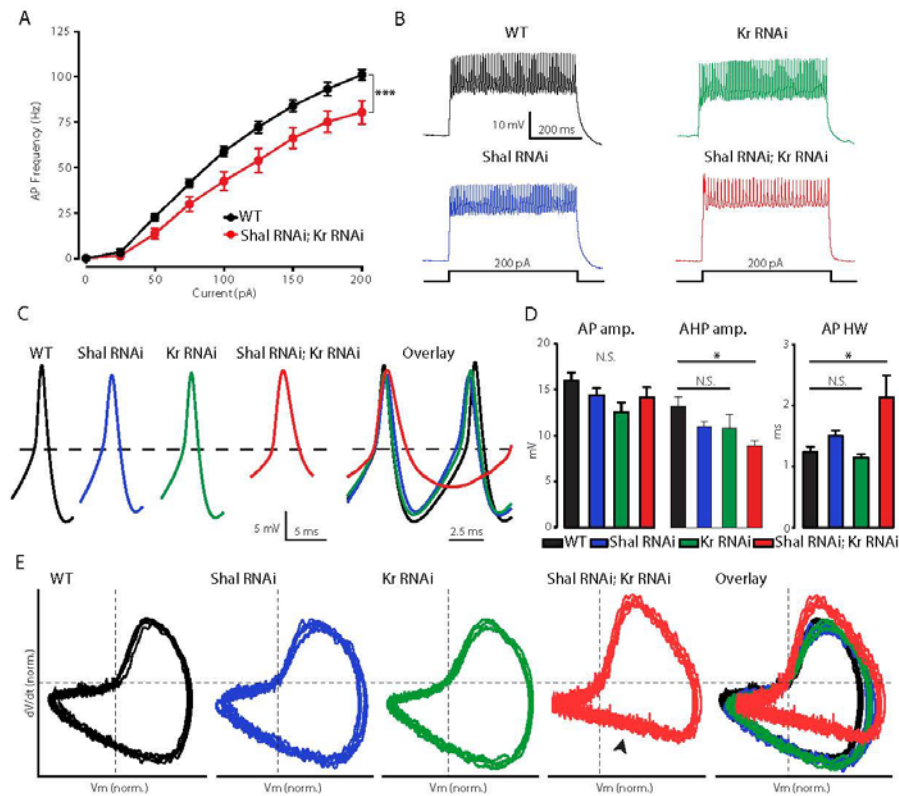 A
AP Frequency (Hz)
125
100
75
50
25
0
***
WT
Shal RNAi; Kr RNAi
0 50 100 150 200
Current (pA)
B
WT Kr RNAi
10 mV 200 ms
Shal RNAi Shal RNAi; Kr RNAi
200 pA 200 pA
C
WT Shal RNAi Kr RNAi Shal RNAi; Kr RNAi Overlay
5 mV 5 ms 2.5 ms
D
AP amp. AHP amp. AP HW
20
15
10
5
0
mV
N.S.
*
N.S.
3
2
1
0
ms
*
N.S.
WT Shal RNAi Kr RNAi Shal RNAi; Kr RNAi
E
WT Shal RNAi Kr RNAi Shal RNAi; Kr RNAi Overlay
dV/dt (norm.)
Vm (norm.) Vm (norm.) Vm (norm.) Vm (norm.) Vm (norm.)